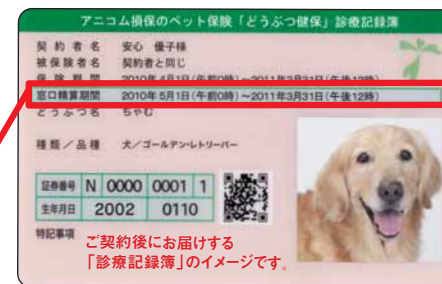 アニコム損保のペット保険「どうぶつ健保」診療記録簿
契約者名 安心 優子様
被保険者名 契約者と同じ
保険期間 2010年4月1日(午前0時)~2011年3月31日(午後12時)
窓口精算期間 2010年5月1日(午前0時)~2011年3月31日(午後12時)
どうぶつ名 ちゃむ
種類/品種 犬/ゴールデン・レトリーバー
証券番号 N 0000 0001 1
生年月日 2002 0110
特記事項
ご契約後にお届けする
「診療記録簿」のイメージです。